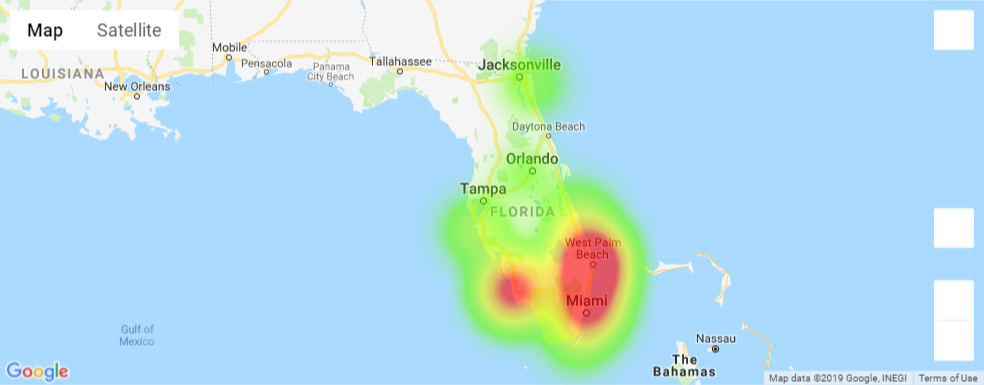 Map Satellite
Mobile
Pensacola
Panama
City Beach
Tallahassee
Jacksonville
LOUISIANA
New Orleans
Daytona Beach
Orlando
Tampa
FLORIDA
West Palm
Beach
Miami
Gulf of
Mexico
Nassau
The
Bahamas
Google
Map data ©2019 Google, INEGI Terms of Use